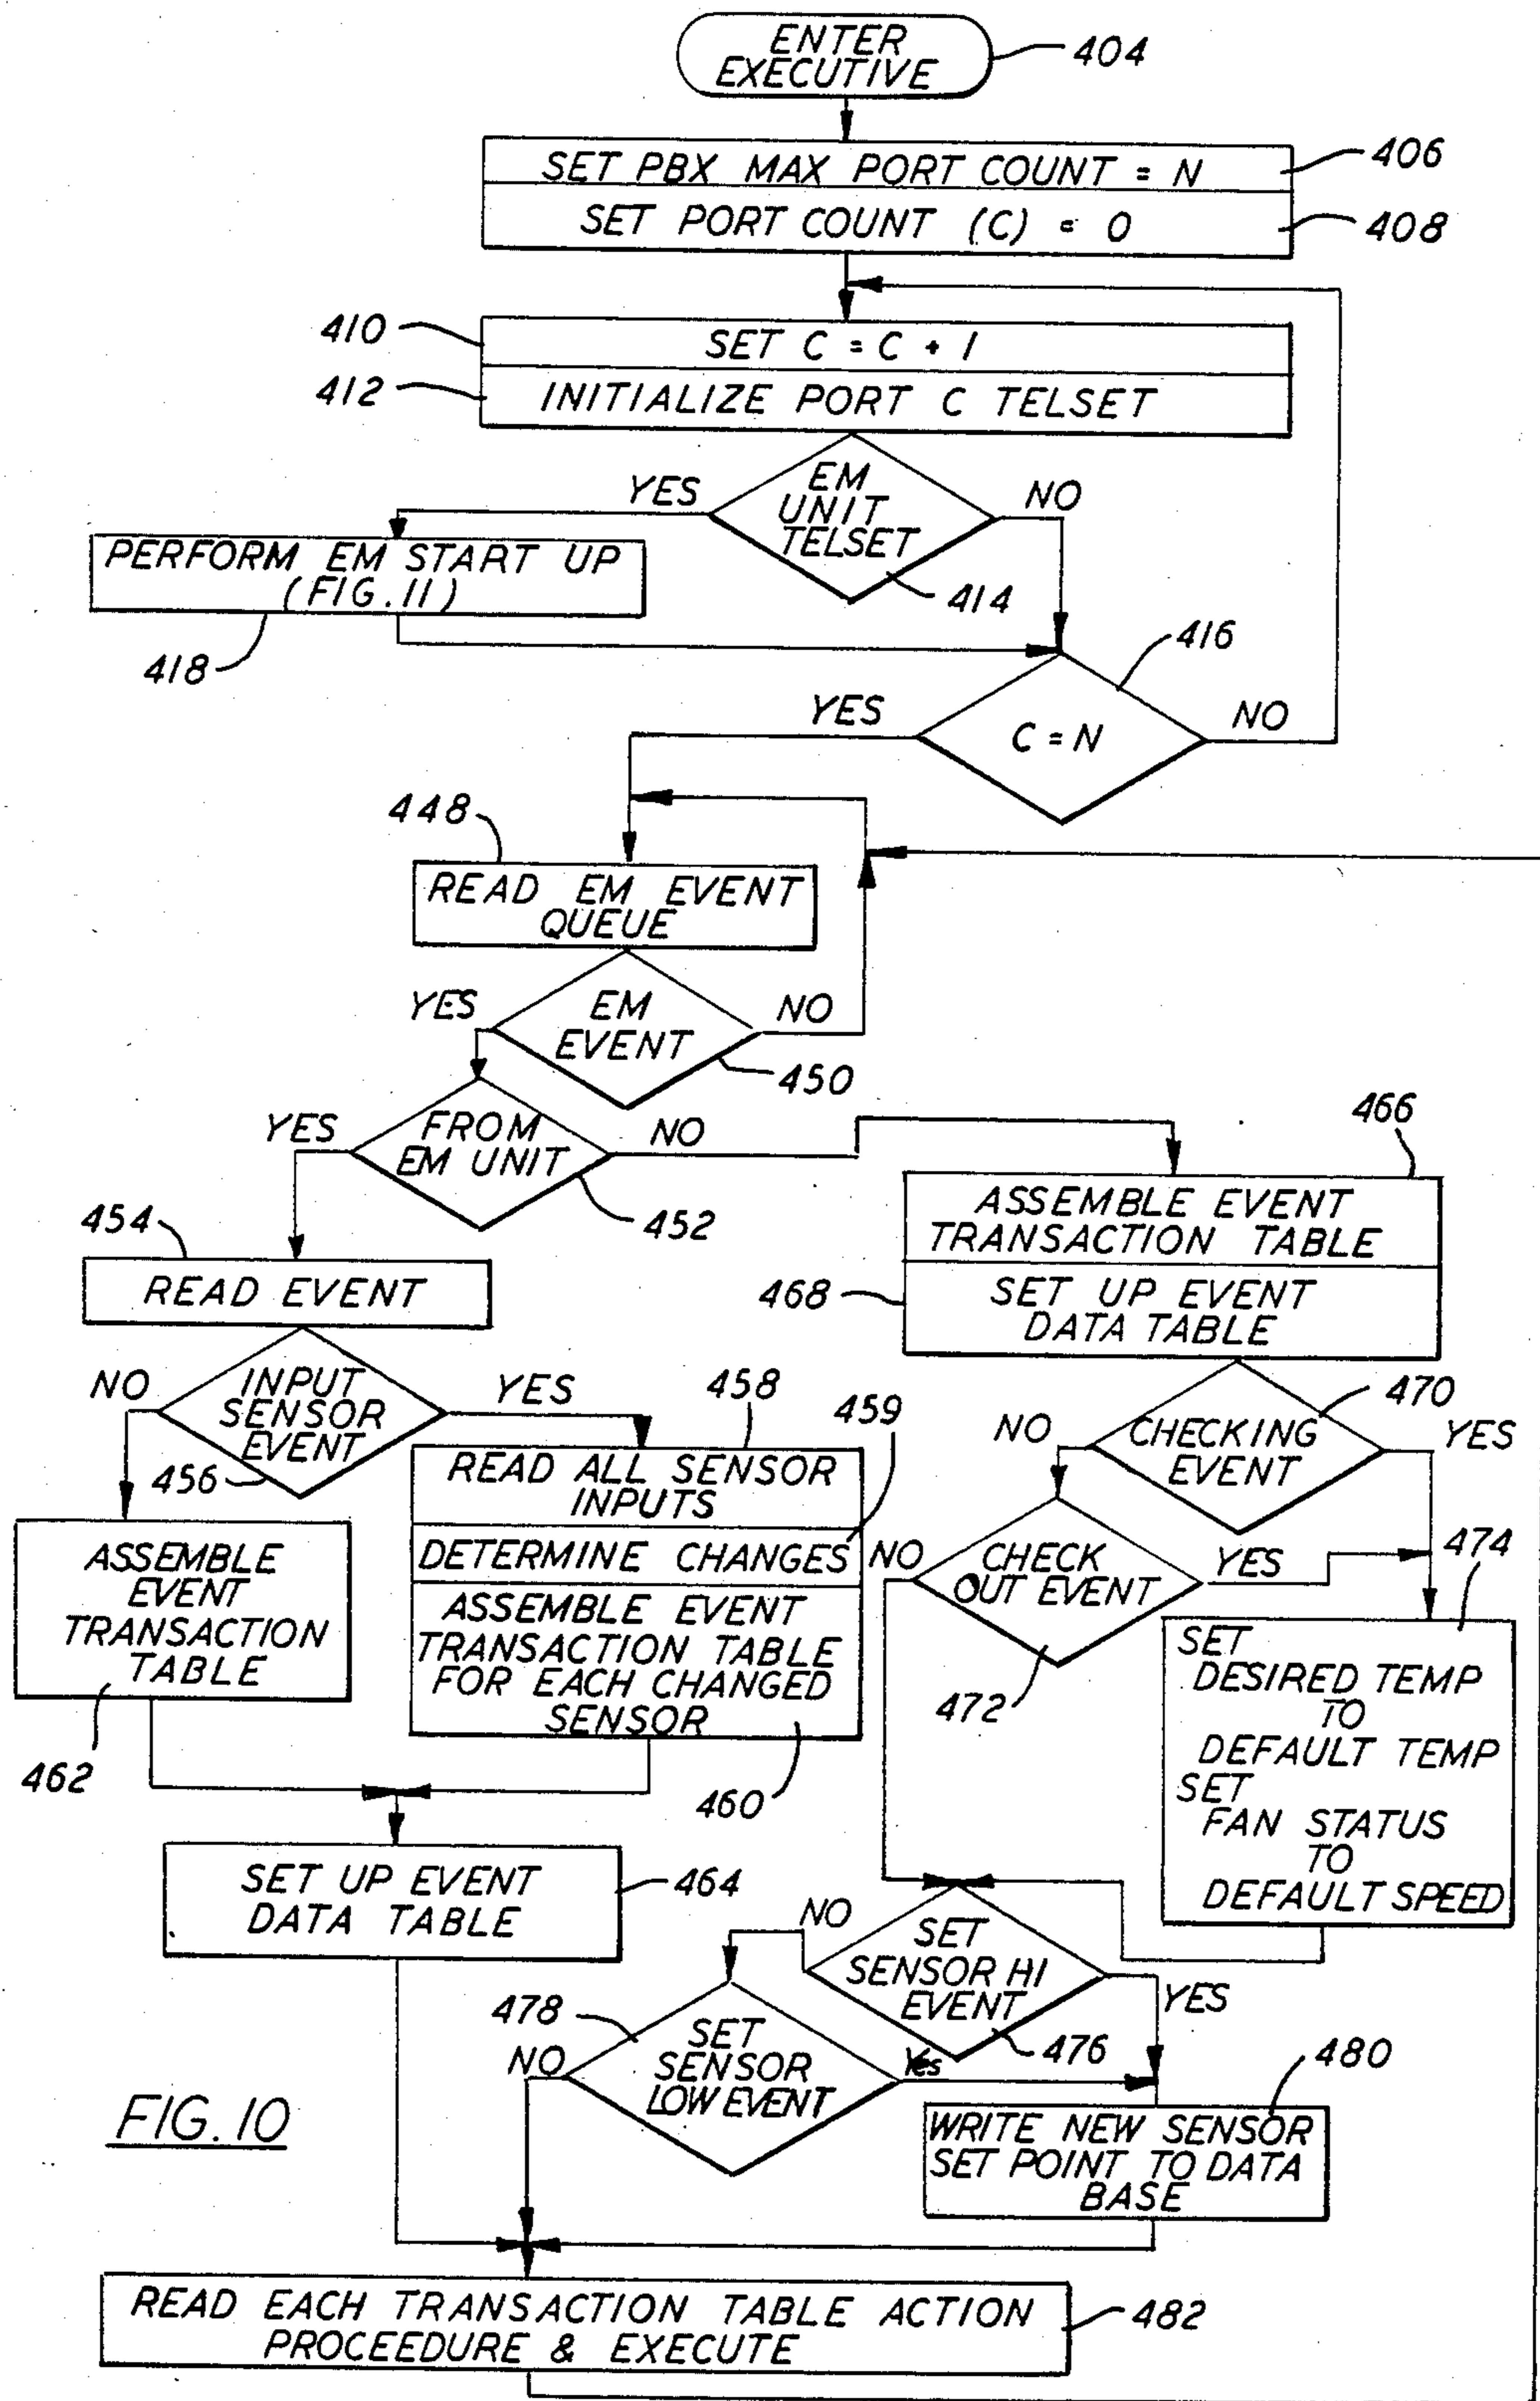 ENTER
EXECUTIVE
404
SET PBX MAX PORT COUNT = N
406
SET PORT COUNT (C) = 0
408
410
SET C = C + 1
412
INITIALIZE PORT C TELSET
YES
EM
UNIT
TELSET
NO
414
PERFORM EM START UP
(FIG. 11)
418
416
YES
C = N
NO
448
READ EM EVENT
QUEUE
YES
EM
EVENT
NO
450
YES
FROM
EM UNIT
NO
452
466
ASSEMBLE EVENT
TRANSACTION TABLE
468
SET UP EVENT
DATA TABLE
454
READ EVENT
NO
INPUT
SENSOR
EVENT
YES
456
458
459
READ ALL SENSOR
INPUTS
DETERMINE CHANGES
ASSEMBLE EVENT
TRANSACTION TABLE
FOR EACH CHANGED
SENSOR
460
ASSEMBLE
EVENT
TRANSACTION
TABLE
462
470
NO
CHECKING
EVENT
YES
NO
CHECK
OUT EVENT
YES
472
474
SET
DESIRED TEMP
TO
DEFAULT TEMP
SET
FAN STATUS
TO
DEFAULT SPEED
SET UP EVENT
DATA TABLE
464
NO
SET
SENSOR HI
EVENT
YES
476
478
NO
SET
SENSOR
LOW EVENT
Yes
480
WRITE NEW SENSOR
SET POINT TO DATA
BASE
FIG. 10
READ EACH TRANSACTION TABLE ACTION
PROCEEDURE & EXECUTE
482